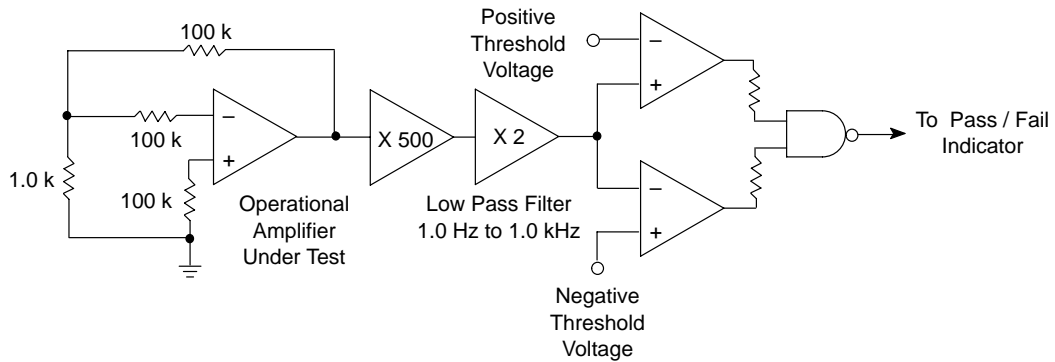 100 k
100 k
1.0 k
100 k
−
+
Operational
Amplifier
Under Test
X 500
X 2
Low Pass Filter
1.0 Hz to 1.0 kHz
Positive
Threshold
Voltage
−
+
−
+
Negative
Threshold
Voltage
To Pass / Fail
Indicator